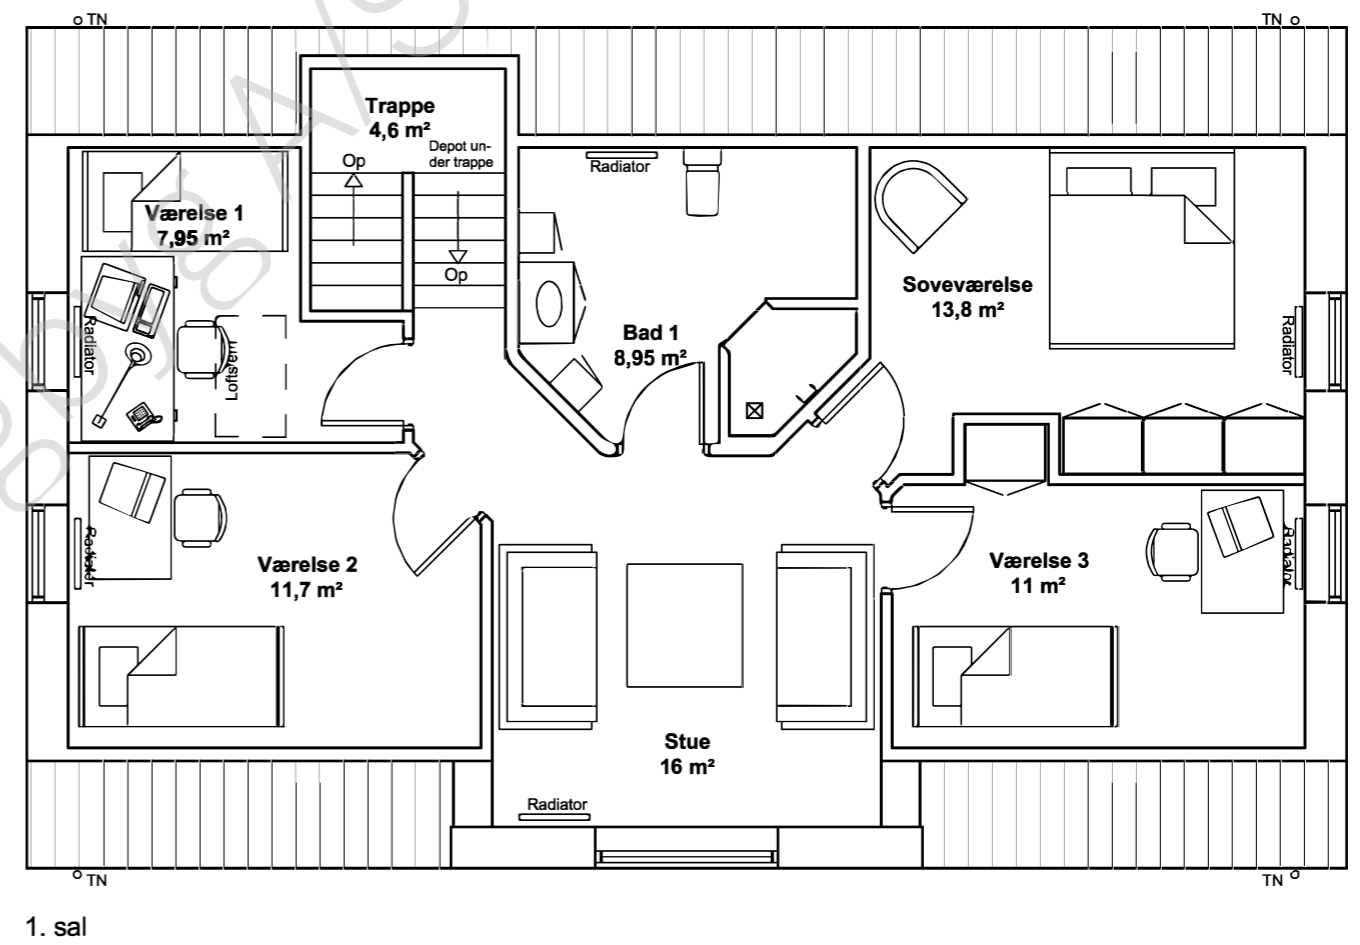 TN
TN
Trappe
4,6 m²
Depot un-
der trappe
Op
Op
Radiator
Værelse 1
7,95 m²
Radiator
Loftslem
Bad 1
8,95 m²
Soveværelse
13,8 m²
Radiator
Værelse 2
11,7 m²
Radiator
Værelse 3
11 m²
Radiator
Stue
16 m²
Radiator
TN
TN
1. sal